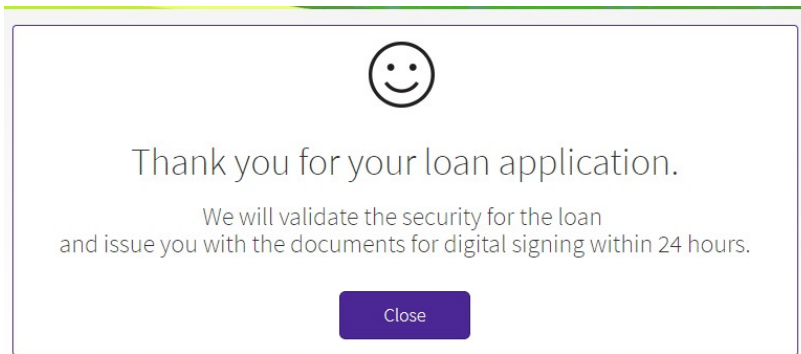 Thank you for your loan application.
We will validate the security for the loan
and issue you with the documents for digital signing within 24 hours.
Close